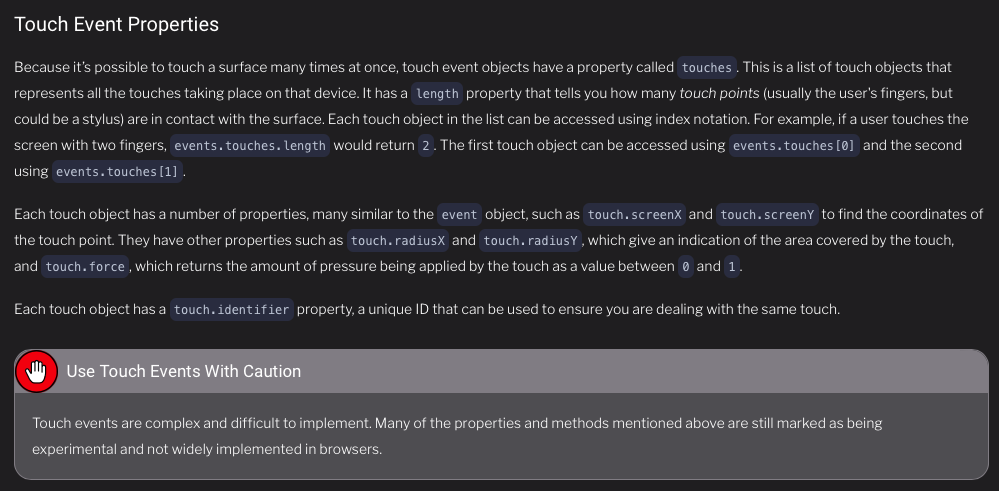 Touch Event Properties
Because it's possible to touch a surface many times at once, touch event objects have a property called touches. This is a list of touch objects that
represents all the touches taking place on that device. It has a length property that tells you how many touch points (usually the user's fingers, but
could be a stylus) are in contact with the surface. Each touch object in the list can be accessed using index notation. For example, if a user touches the
screen with two fingers, events.touches.length would return 2. The first touch object can be accessed using events.touches[0] and the second
using events.touches[1].
Each touch object has a number of properties, many similar to the event object, such as touch.screenX and touch.screenY to find the coordinates of
the touch point. They have other properties such as touch.radiusX and touch.radiusY, which give an indication of the area covered by the touch,
and touch.force, which returns the amount of pressure being applied by the touch as a value between 0 and 1.
Each touch object has a touch.identifier property, a unique ID that can be used to ensure you are dealing with the same touch.
Use Touch Events With Caution
Touch events are complex and difficult to implement. Many of the properties and methods mentioned above are still marked as being
experimental and not widely implemented in browsers.